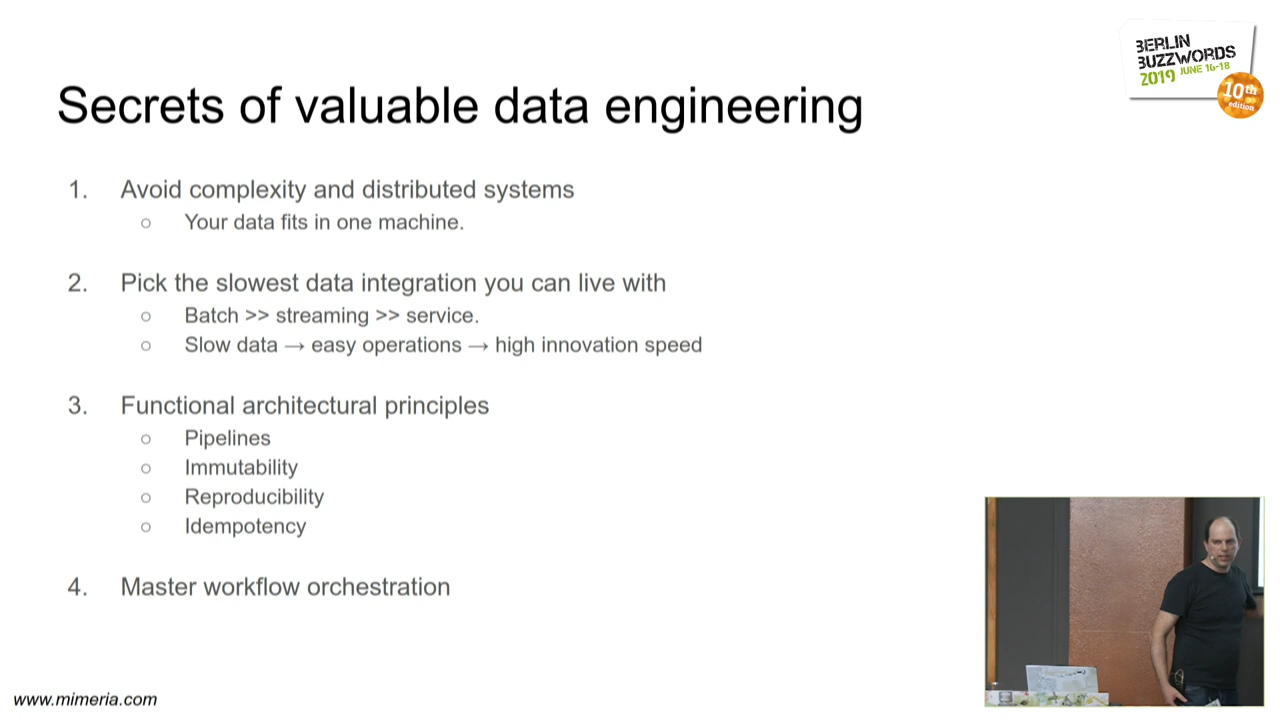 BERLIN
BUZZWORDS
2019 JUNE 16-18
10th
edition
Secrets of valuable data engineering
1. Avoid complexity and distributed systems
○ Your data fits in one machine.
2. Pick the slowest data integration you can live with
○ Batch >> streaming >> service.
○ Slow data → easy operations → high innovation speed
3. Functional architectural principles
○ Pipelines
○ Immutability
○ Reproducibility
○ Idempotency
4. Master workflow orchestration
www.mimeria.com